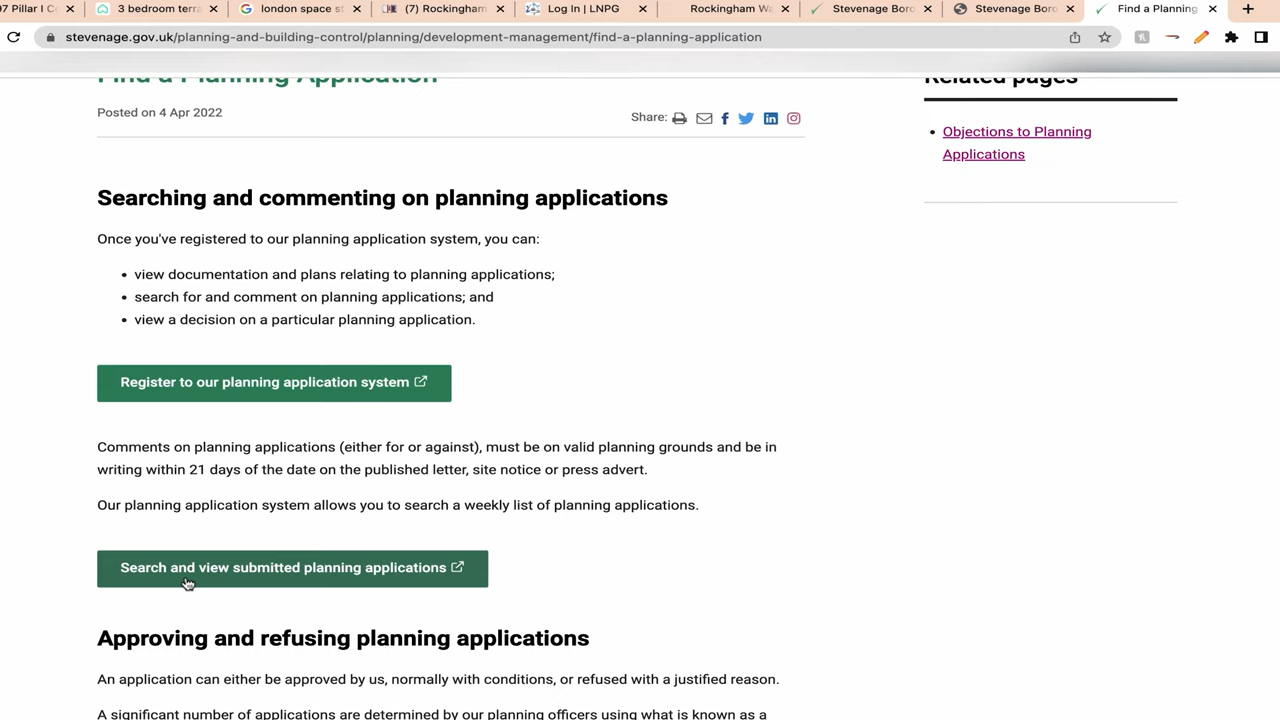 97 Pillar I Co
3 bedroom terra
london space st
(7) Rockingham
Log In | LNPG
Rockingham Wa
Stevenage Boro
Stevenage Boro
Find a Planning
stevenage.gov.uk/planning-and-building-control/planning/development-management/find-a-planning-application
Find a Planning Application
Posted on 4 Apr 2022
Share:
Related pages
Objections to Planning
Applications
Searching and commenting on planning applications
Once you've registered to our planning application system, you can:
• view documentation and plans relating to planning applications;
• search for and comment on planning applications; and
• view a decision on a particular planning application.
Register to our planning application system
Comments on planning applications (either for or against), must be on valid planning grounds and be in
writing within 21 days of the date on the published letter, site notice or press advert.
Our planning application system allows you to search a weekly list of planning applications.
Search and view submitted planning applications
Approving and refusing planning applications
An application can either be approved by us, normally with conditions, or refused with a justified reason.
A significant number of applications are determined by our planning officers using what is known as a